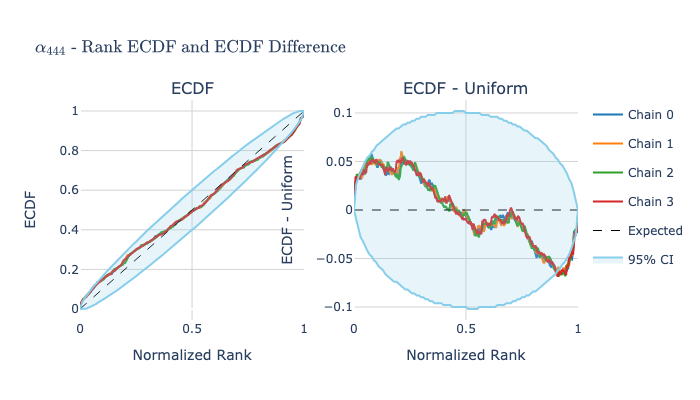 α444 - Rank ECDF and ECDF Difference
ECDF
ECDF - Uniform
1
0.8
0.6
0.4
0.2
0
ECDF
0
0.5
1
Normalized Rank
0.1
0.05
0
−0.05
−0.1
ECDF - Uniform
0
0.5
1
Normalized Rank
Chain 0
Chain 1
Chain 2
Chain 3
Expected
95% CI